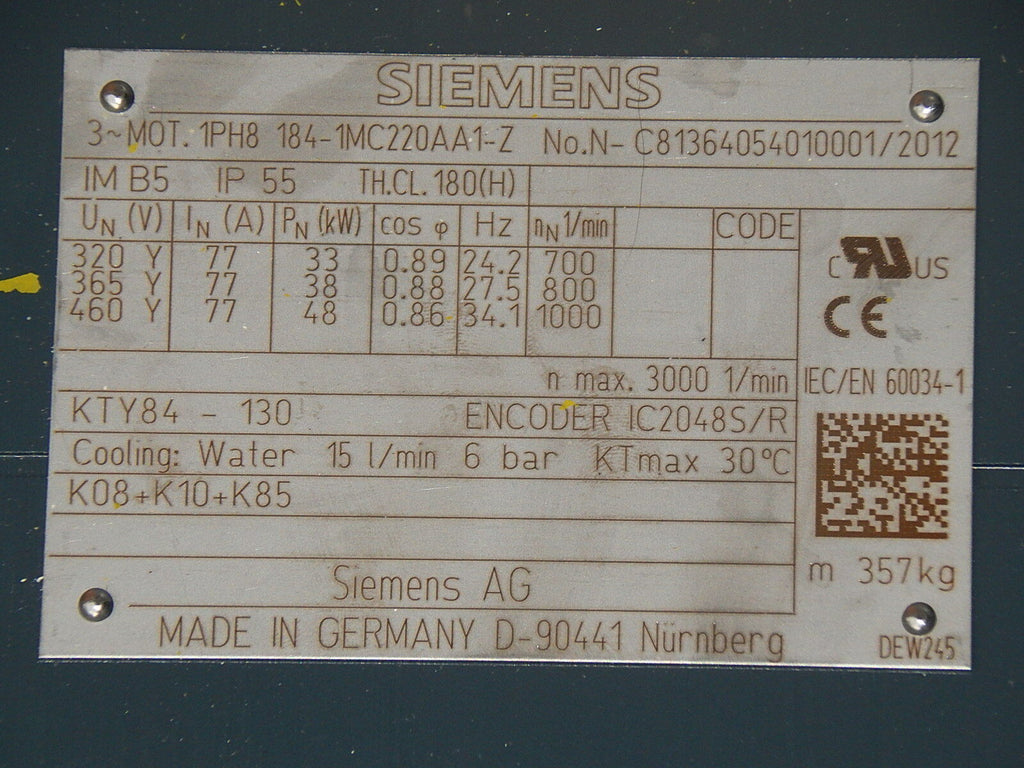 SIEMENS
3~MOT. 1PH8 184-1MC220AA1-Z No.N- C81364054010001/2012
IM B5 IP 55 TH.CL. 180(H)
UN (V) IN (A) PN (kW) cos φ Hz nN 1/min CODE
320 Y 77 33 0.89 24.2 700
365 Y 77 38 0.88 27.5 800
460 Y 77 48 0.86 34.1 1000
C RU US
CE
n max. 3000 1/min IEC/EN 60034-1
KTY84 - 130 ENCODER IC2048S/R
Cooling: Water 15 l/min 6 bar KTmax 30°C
K08+K10+K85
m 357kg
Siemens AG
MADE IN GERMANY D-90441 Nürnberg
DEW245